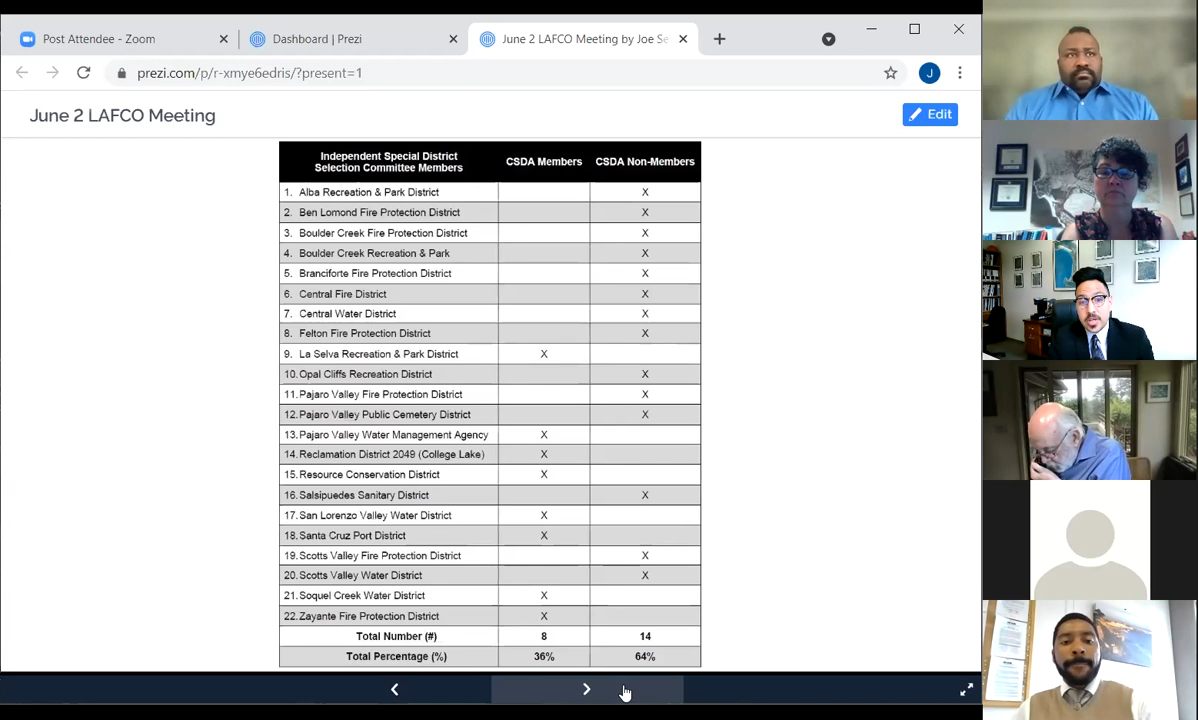 Post Attendee - Zoom
Dashboard | Prezi
June 2 LAFCO Meeting by Joe Se
prezi.com/p/r-xmye6edris/?present=1
J
June 2 LAFCO Meeting
Edit
Independent Special District Selection Committee Members CSDA Members CSDA Non-Members
1. Alba Recreation & Park District X
2. Ben Lomond Fire Protection District X
3. Boulder Creek Fire Protection District X
4. Boulder Creek Recreation & Park X
5. Branciforte Fire Protection District X
6. Central Fire District X
7. Central Water District X
8. Felton Fire Protection District X
9. La Selva Recreation & Park District X
10. Opal Cliffs Recreation District X
11. Pajaro Valley Fire Protection District X
12. Pajaro Valley Public Cemetery District X
13. Pajaro Valley Water Management Agency X
14. Reclamation District 2049 (College Lake) X
15. Resource Conservation District X
16. Salsipuedes Sanitary District X
17. San Lorenzo Valley Water District X
18. Santa Cruz Port District X
19. Scotts Valley Fire Protection District X
20. Scotts Valley Water District X
21. Soquel Creek Water District X
22. Zayante Fire Protection District X
Total Number (#) 8 14
Total Percentage (%) 36% 64%